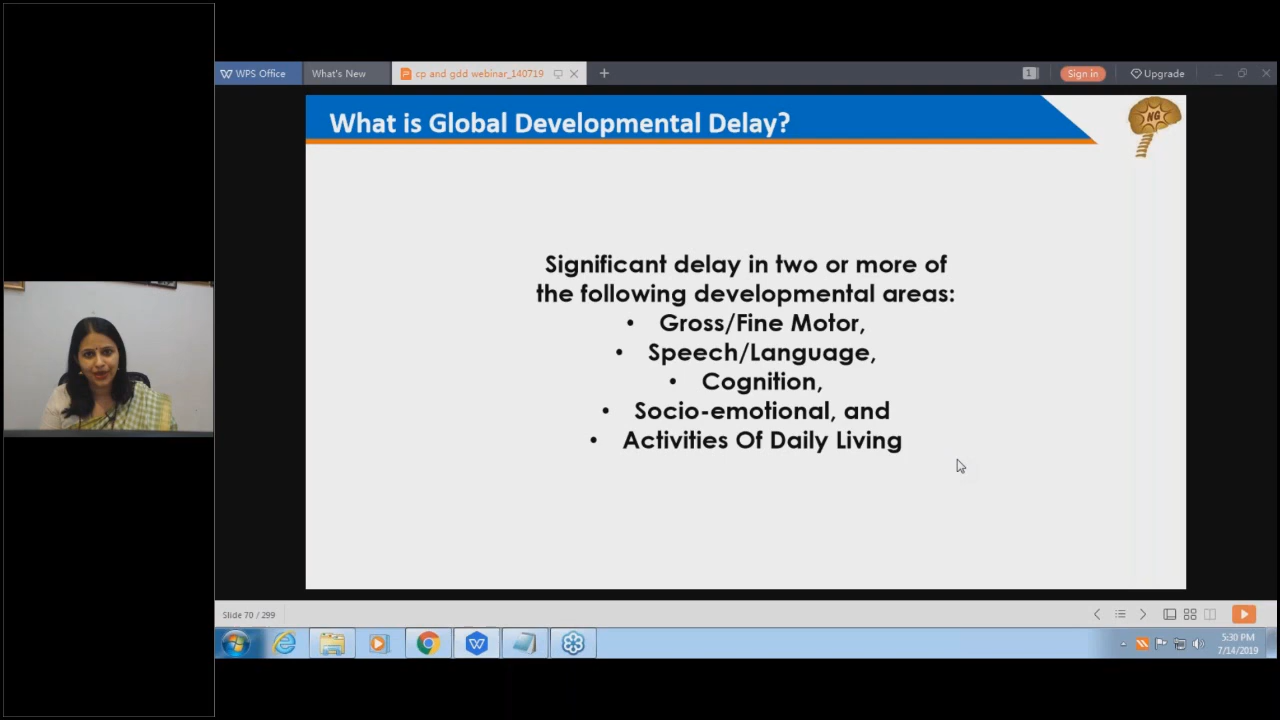 WPS Office
What's New
cp and gdd webinar_140719
1
Sign in
Upgrade
What is Global Developmental Delay?
NG
Significant delay in two or more of
the following developmental areas:
• Gross/Fine Motor,
• Speech/Language,
• Cognition,
• Socio-emotional, and
• Activities Of Daily Living
Slide 70 / 299
5:30 PM
7/14/2019